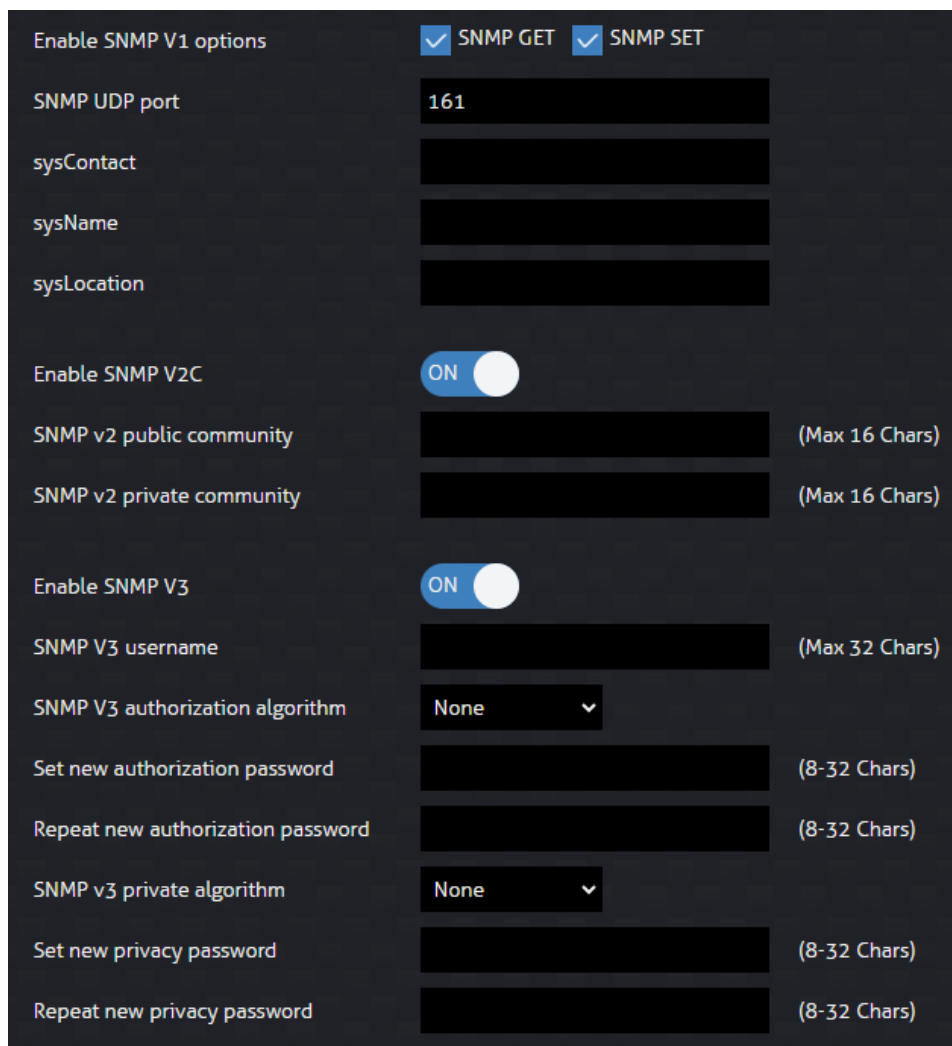 Enable SNMP V1 options SNMP GET SNMP SET
SNMP UDP port 161
sysContact
sysName
sysLocation
Enable SNMP V2C ON
SNMP v2 public community (Max 16 Chars)
SNMP v2 private community (Max 16 Chars)
Enable SNMP V3 ON
SNMP V3 username (Max 32 Chars)
SNMP V3 authorization algorithm None
Set new authorization password (8-32 Chars)
Repeat new authorization password (8-32 Chars)
SNMP v3 private algorithm None
Set new privacy password (8-32 Chars)
Repeat new privacy password (8-32 Chars)